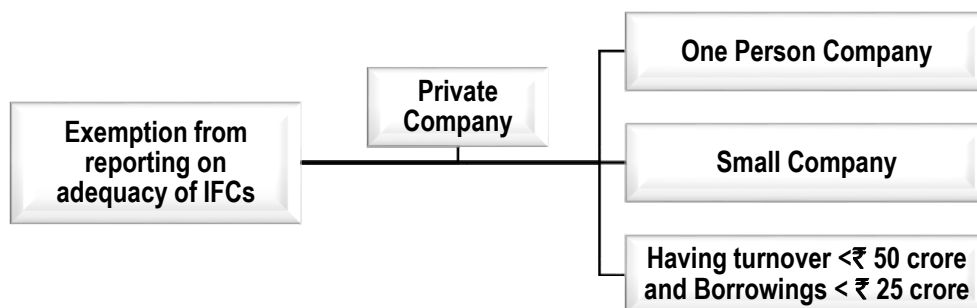 Exemption from
reporting on
adequacy of IFCs
Private
Company
One Person Company
Small Company
Having turnover <₹ 50 crore
and Borrowings < ₹ 25 crore